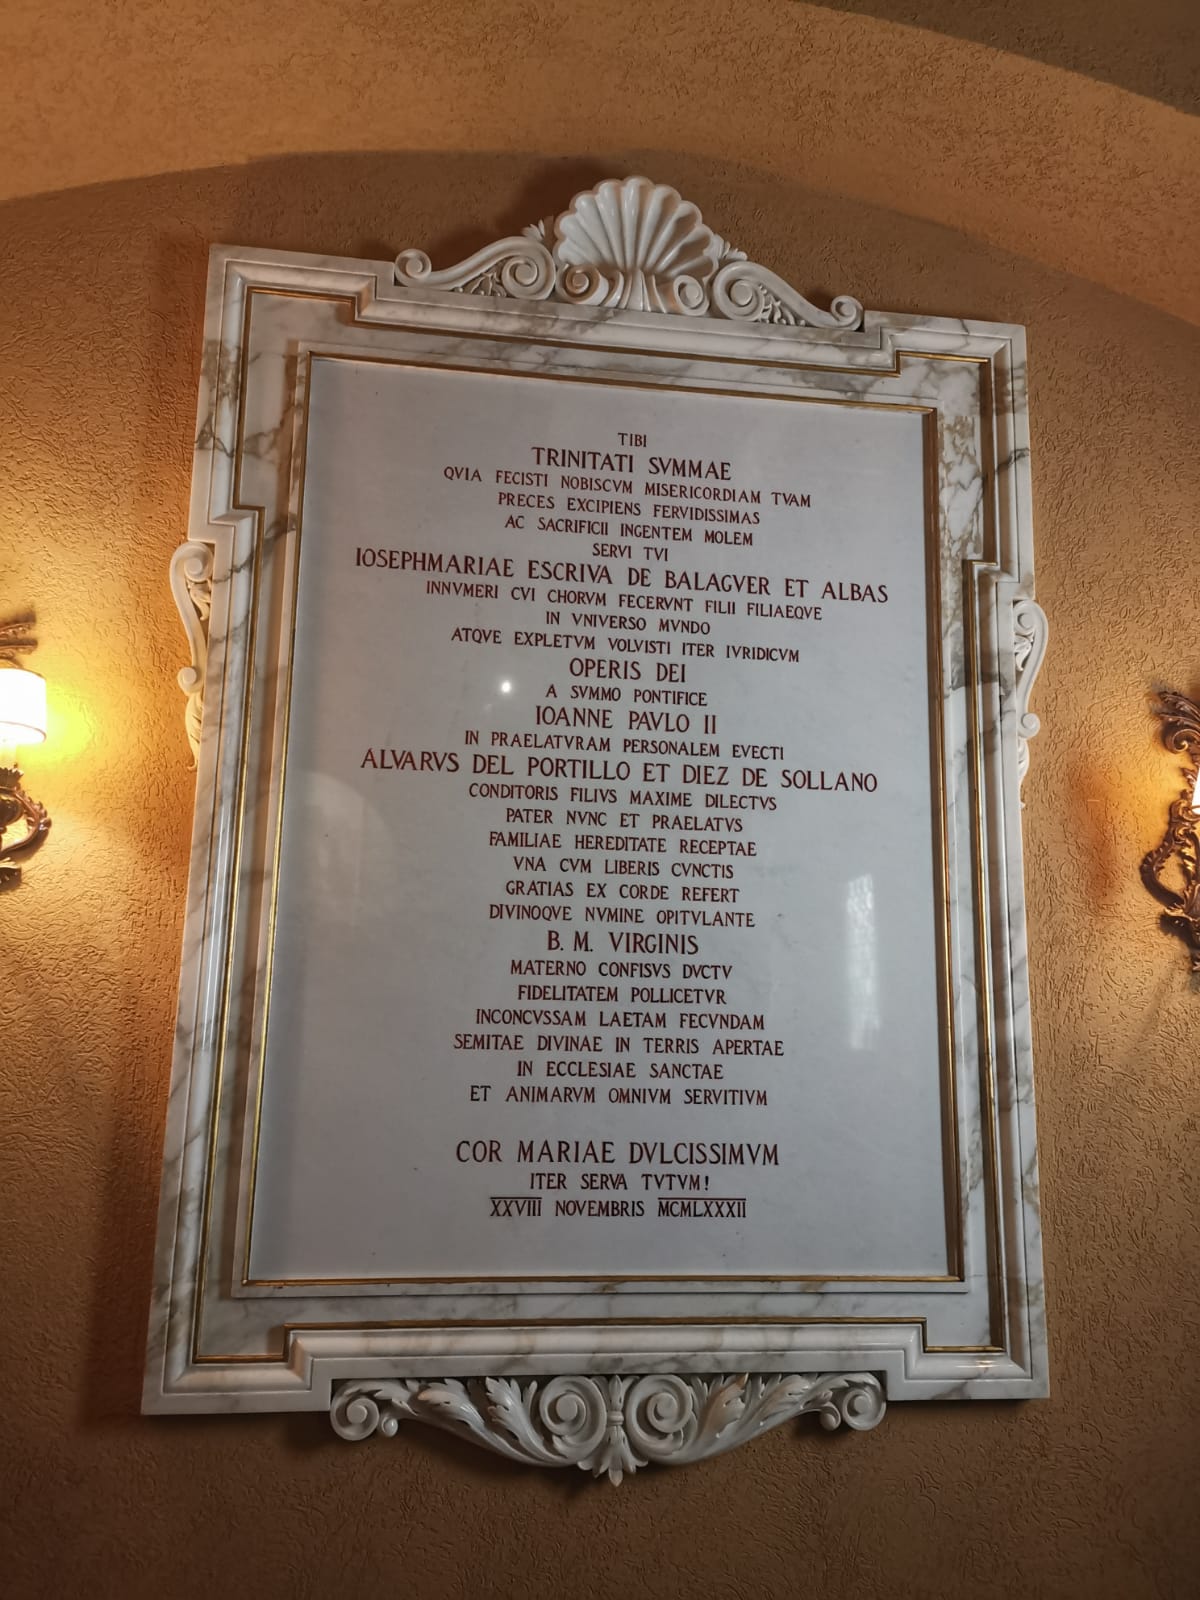 TIBI
TRINITATI SVMMAE
QVIA FECISTI NOBISCVM MISERICORDIAM TVAM
PRECES EXCIPIENS FERVIDISSIMAS
AC SACRIFICII INGENTEM MOLEM
SERVI TVI
IOSEPHMARIAE ESCRIVA DE BALAGVER ET ALBAS
INNVMERI CVI CHORVM FECERVNT FILII FILIAEQVE
IN VNIVERSO MVNDO
ATQVE EXPLETVM VOLVISTI ITER IVRIDICVM
OPERIS DEI
A SVMMO PONTIFICE
IOANNE PAVLO II
IN PRAELATVRAM PERSONALEM EVECTI
ALVARVS DEL PORTILLO ET DIEZ DE SOLLANO
CONDITORIS FILIVS MAXIME DILECTVS
PATER NVNC ET PRAELATVS
FAMILIAE HEREDITATE RECEPTAE
VNA CVM LIBERIS CVNCTIS
GRATIAS EX CORDE REFERT
DIVINOQVE NVMINE OPITVLANTE
B. M. VIRGINIS
MATERNO CONFISVS DVCTV
FIDELITATEM POLLICETVR
INCONCVSSAM LAETAM FECVNDAM
SEMITAE DIVINAE IN TERRIS APERTAE
IN ECCLESIAE SANCTAE
ET ANIMARVM OMNIVM SERVITIVM
COR MARIAE DVLCISSIMVM
ITER SERVA TVTVM!
XXVIII NOVEMBRIS MCMLXXXII